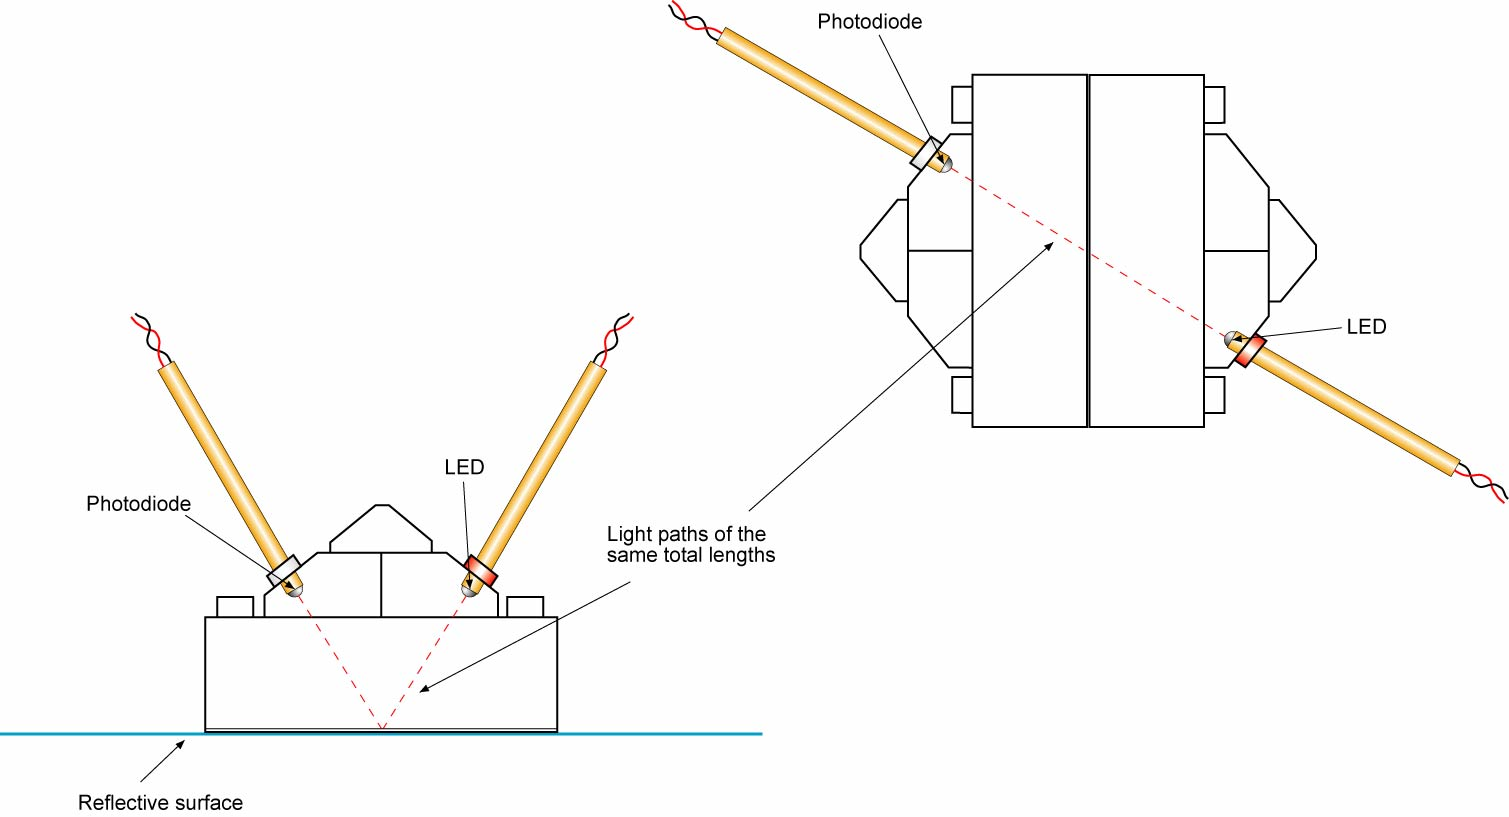 Photodiode
LED
LED
Photodiode
Light paths of the
same total lengths
Reflective surface